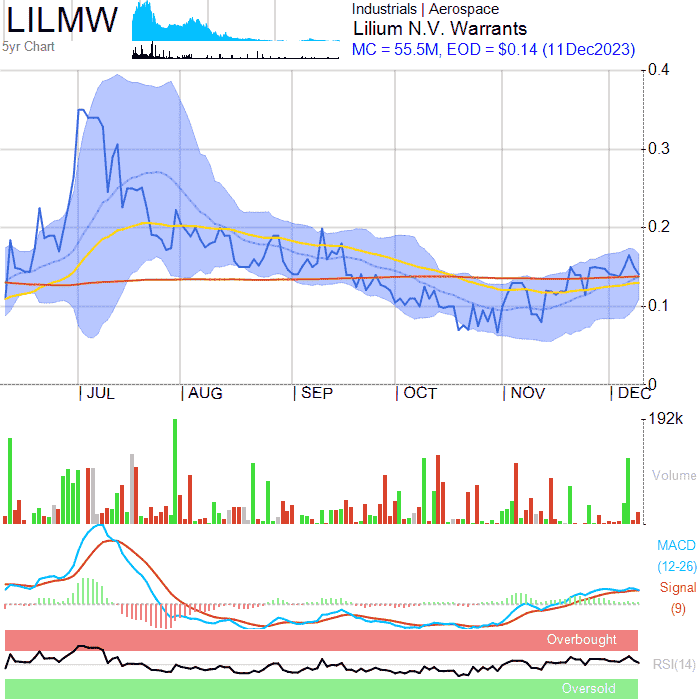 LILMW
5yr Chart
Industrials | Aerospace
Lilium N.V. Warrants
MC = 55.5M, EOD = $0.14 (11Dec2023)
0.4
0.3
0.2
0.1
0
JUL
AUG
SEP
OCT
NOV
DEC
192k
Volume
MACD
(12-26)
Signal
(9)
Overbought
RSI(14)
Oversold